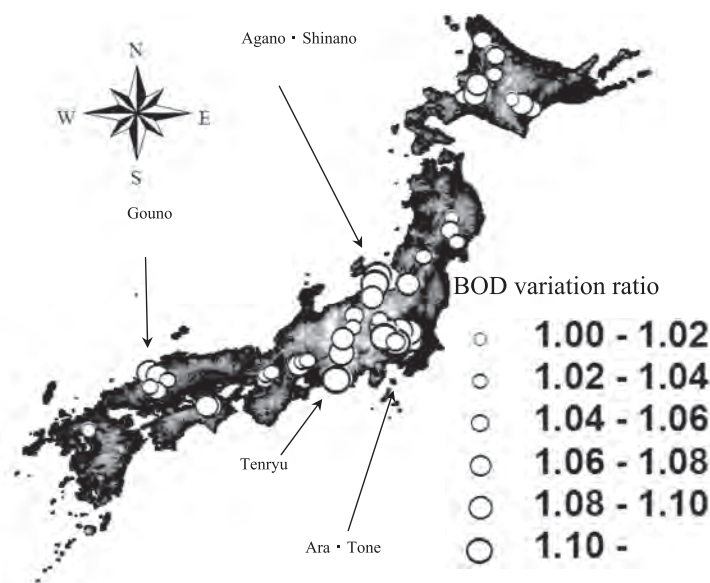 Agano・Shinano
N
W E
S
Gouno
BOD variation ratio
1.00 - 1.02
1.02 - 1.04
1.04 - 1.06
1.06 - 1.08
1.08 - 1.10
1.10 -
Tenryu
Ara・Tone